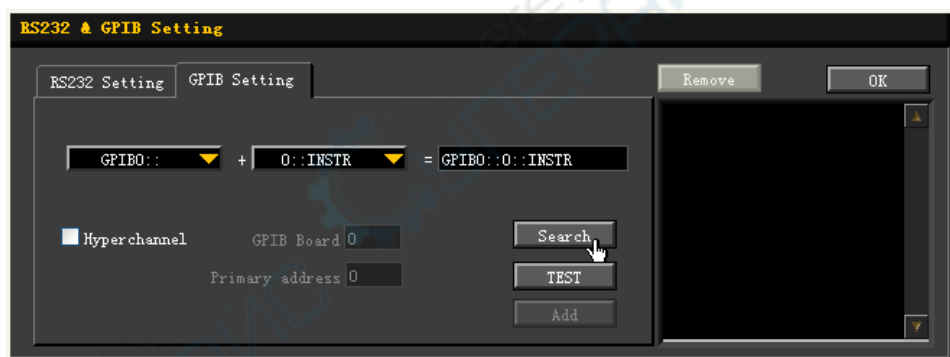 RS232 & GPIB Setting
RS232 Setting
GPIB Setting
Remove
OK
GPIB0::
+
0::INSTR
=
GPIB0::0::INSTR
Hyperchannel
GPIB Board 0
Search
Primary address 0
TEST
Add